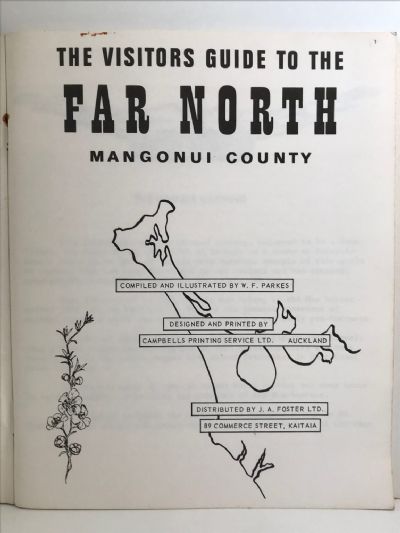 THE VISITORS GUIDE TO THE
FAR NORTH
MANGONUI COUNTY
COMPILED AND ILLUSTRATED BY W. F. PARKES
DESIGNED AND PRINTED BY
CAMPBELLS PRINTING SERVICE LTD. AUCKLAND
DISTRIBUTED BY J. A. FOSTER LTD.
89 COMMERCE STREET, KAITAIA